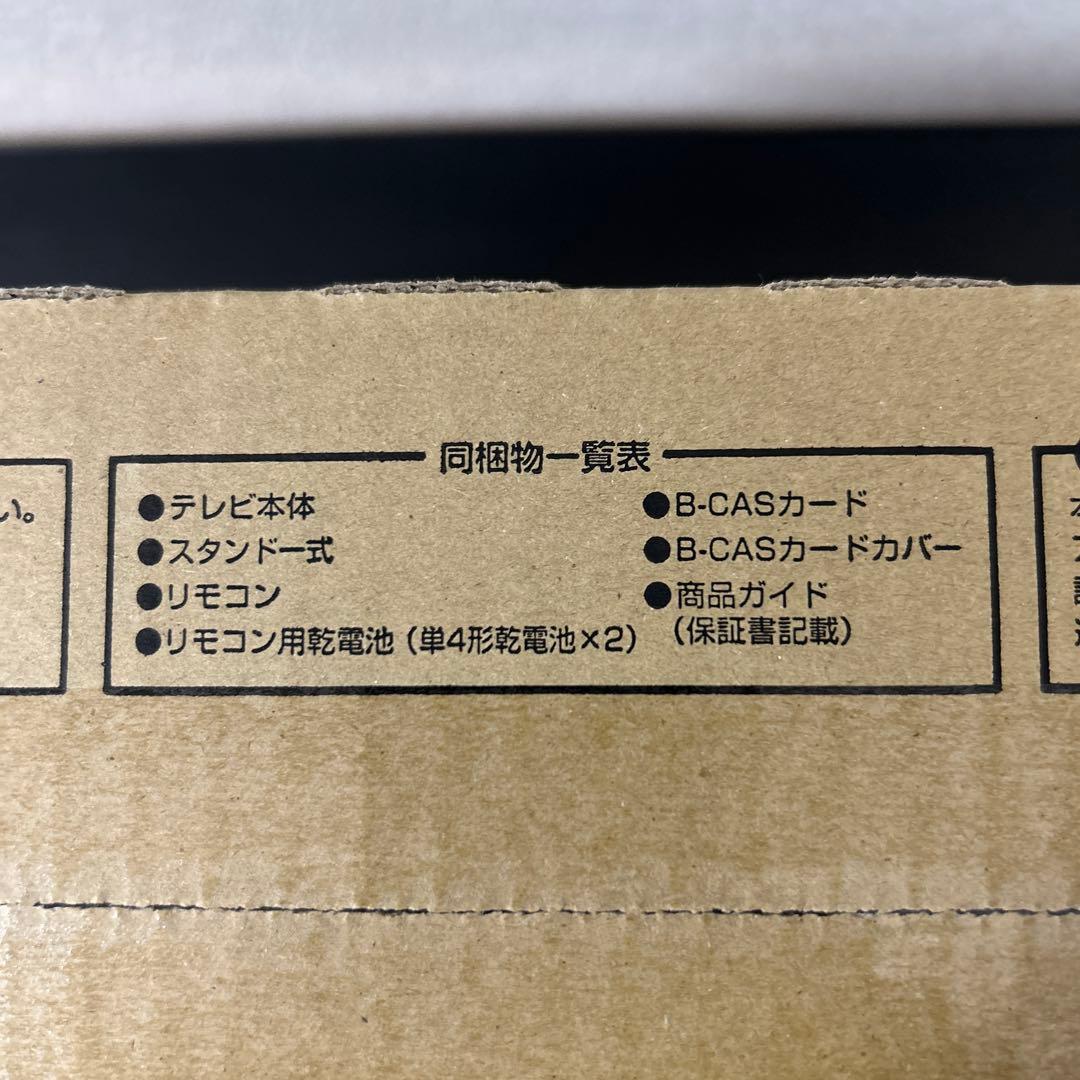 同梱物一覧表
●テレビ本体
●スタンド一式
●リモコン
●リモコン用乾電池（単4形乾電池×2）
●B-CASカード
●B-CASカードカバー
●商品ガイド
（保証書記載）
い。